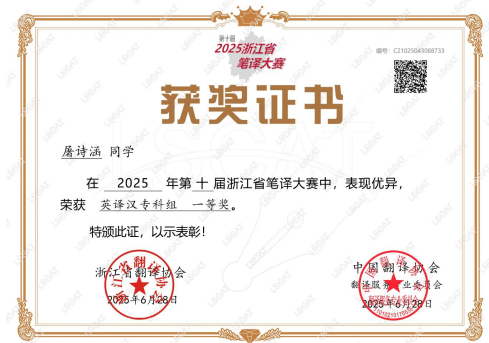 第十届
2025浙江省
笔译大赛
编号：C21025043088733
获奖证书
屠诗涵 同学
在 2025 年第 十 届浙江省笔译大赛中，表现优异，
荣获 英译汉专科组 一等奖。
特颁此证，以示表彰！
浙江省翻译协会
2025年6月28日
中国翻译协会
翻译服务行业委员会
2025年6月28日